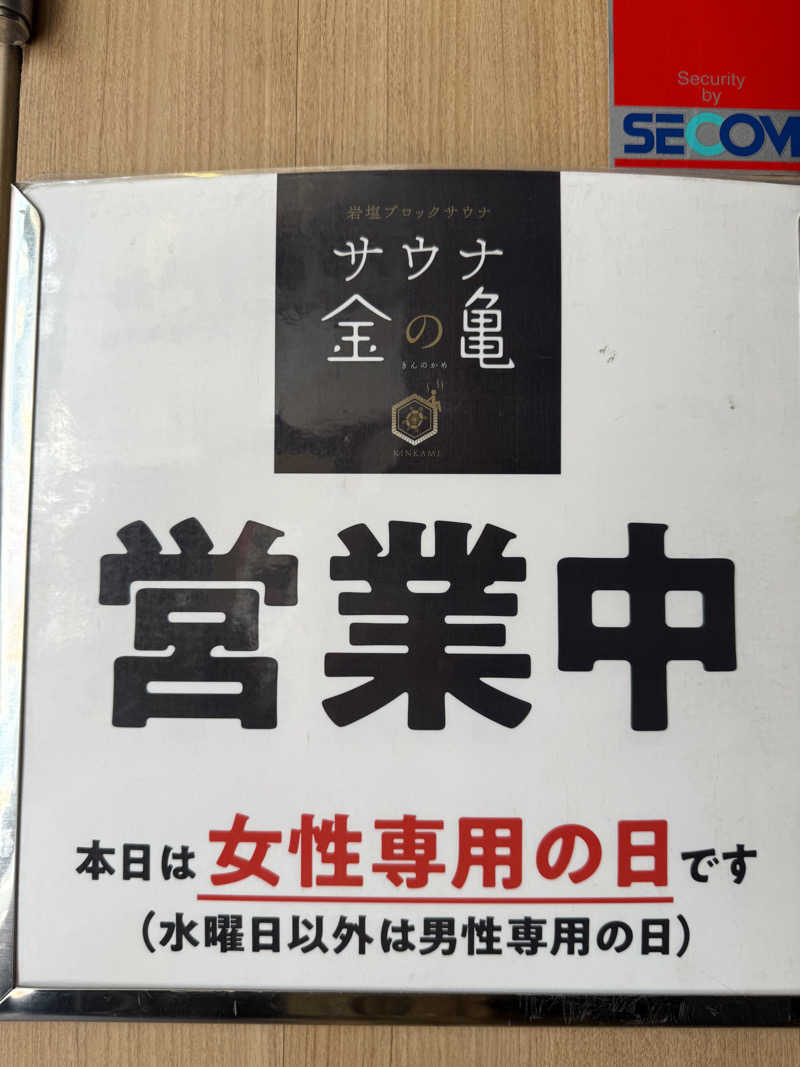 Security
by
SECOM
岩塩ブロックサウナ
サウナ
金の亀
きんのかめ
KINKAME
営業中
本日は女性専用の日です
(水曜日以外は男性専用の日)